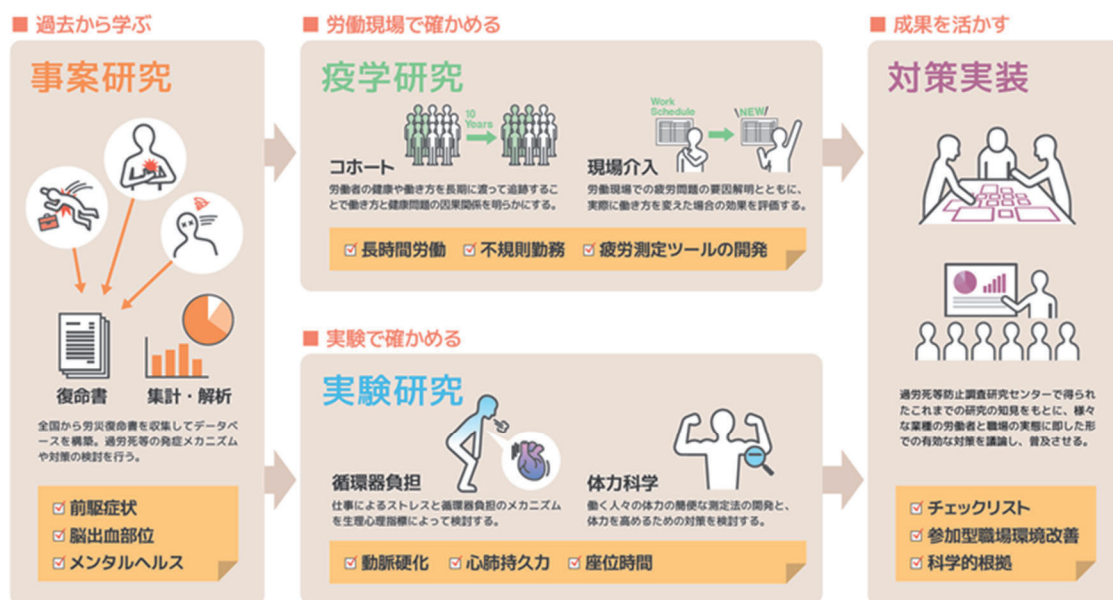 ■ 過去から学ぶ
事案研究
復命書
集計・解析
全国から労災復命書を収集してデータベ
ースを構築。過労死等の発症メカニズム
や対策の検討を行う。
前駆症状
脳出血部位
メンタルヘルス
■ 労働現場で確かめる
疫学研究
10
Years
コホート
労働者の健康や働き方を長期に渡って追跡するこ
とで働き方と健康問題の因果関係を明らかにする。
Work
Schedule
NEW
現場介入
労働現場での疲労問題の要因解明とともに、
実際に働き方を変えた場合の効果を評価する。
長時間労働
不規則勤務
疲労測定ツールの開発
■ 実験で確かめる
実験研究
循環器負担
仕事によるストレスと循環器負担のメカニズム
を生理心理指標によって検討する。
体力科学
働く人々の体力の簡便な測定法の開発と、
体力を高めるための対策を検討する。
動脈硬化
心肺持久力
座位時間
■ 成果を活かす
対策実装
過労死等防止調査研究センターで得られ
たこれまでの研究の知見をもとに、様々
な業種の労働者と職場の実態に即した形
での有効な対策を議論し、普及させる。
チェックリスト
参加型職場環境改善
科学的根拠